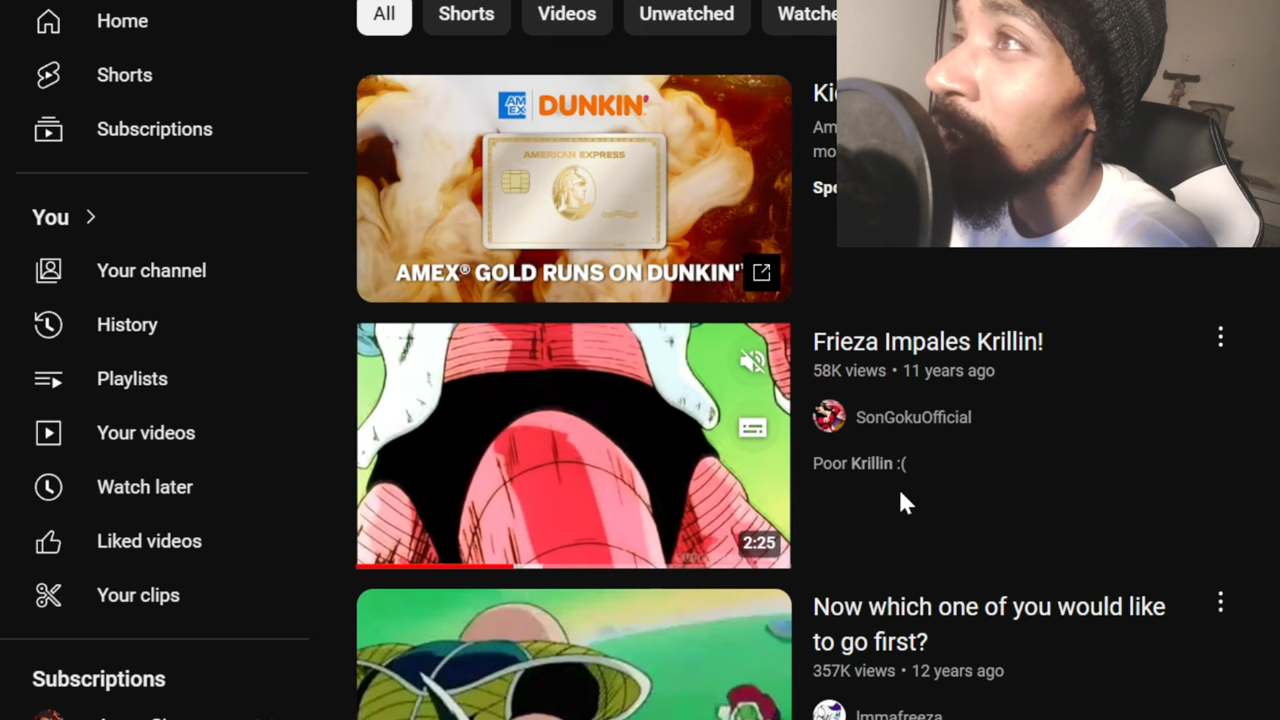 Home
Shorts
Subscriptions
You
Your channel
History
Playlists
Your videos
Watch later
Liked videos
Your clips
Subscriptions
All
Shorts
Videos
Unwatched
AM
EX
DUNKIN'
AMERICAN EXPRESS
AMEX® GOLD RUNS ON DUNKIN'
2:25
Frieza Impales Krillin!
58K views • 11 years ago
SonGokuOfficial
Poor Krillin :(
Now which one of you would like
to go first?
357K views • 12 years ago
Immafreeza